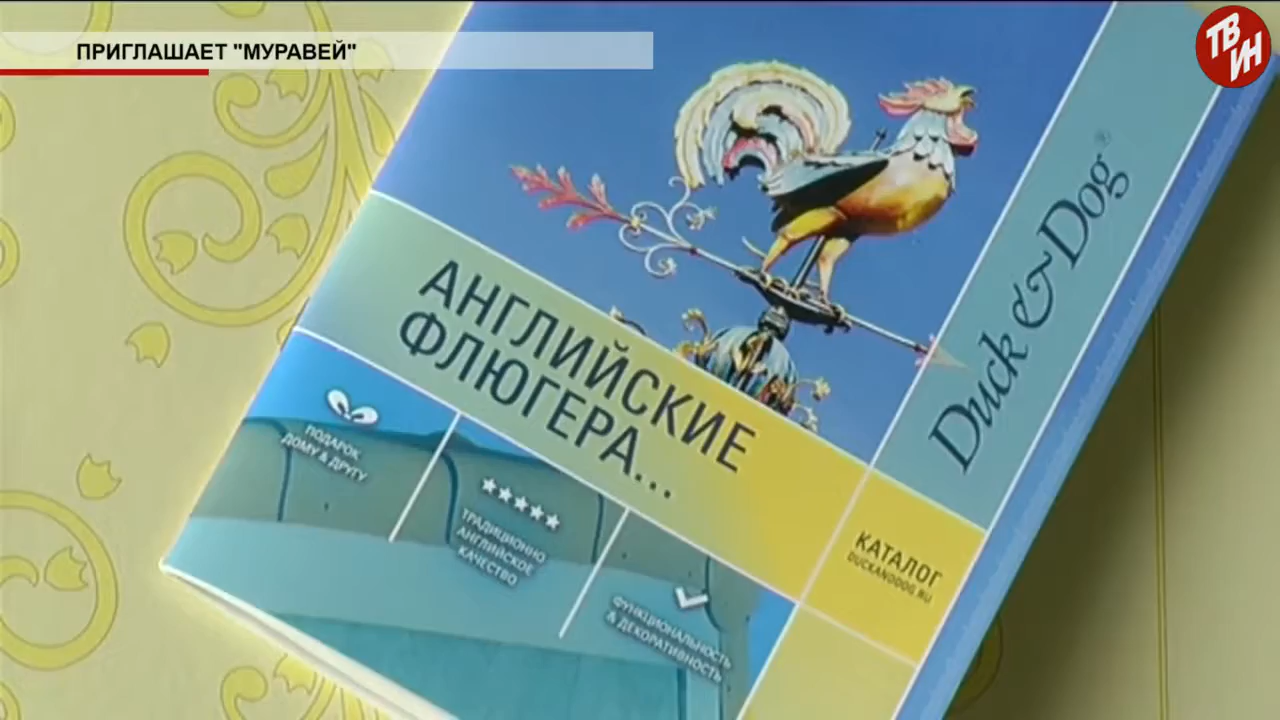 ПРИГЛАШАЕТ "МУРАВЕЙ"
ТВ
ИН
Duck & Dog®
АНГЛИЙСКИЕ
ФЛЮГЕРА...
ПОДАРОК
ДОМУ & ДРУГУ
ТРАДИЦИОННО
АНГЛИЙСКОЕ
КАЧЕСТВО
ФУНКЦИОНАЛЬНОСТЬ
& ДЕКОРАТИВНОСТЬ
КАТАЛОГ
DUCKANDDOG.RU